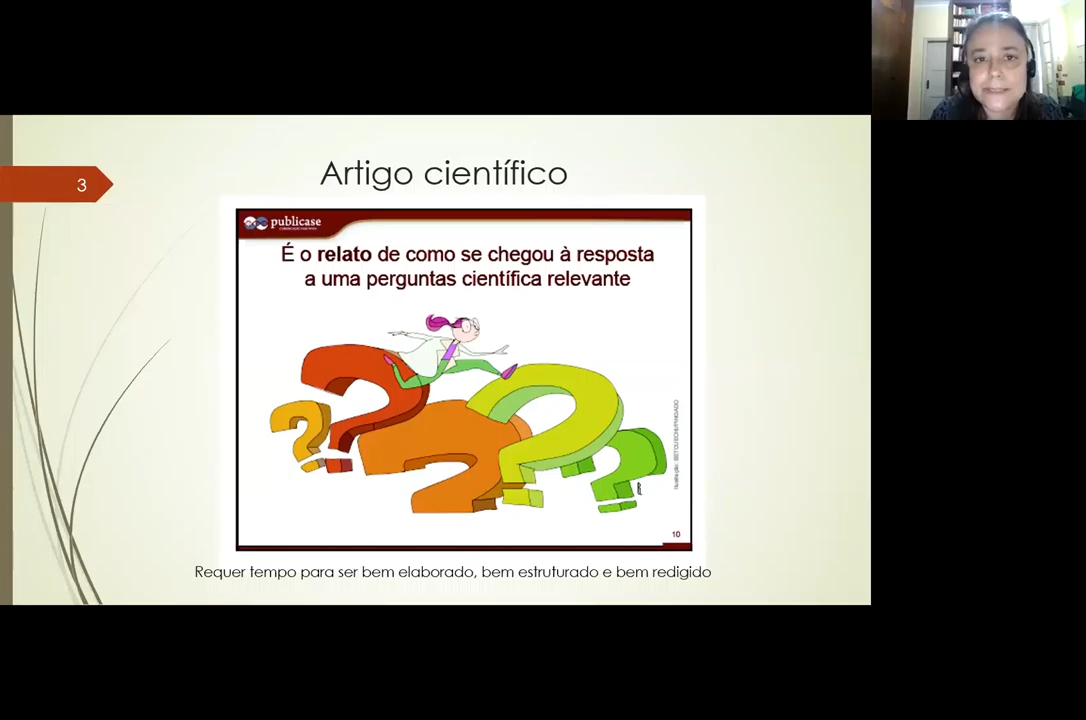 3
Artigo científico
publicase
É o relato de como se chegou à resposta
a uma perguntas científica relevante
10
Requer tempo para ser bem elaborado, bem estruturado e bem redigido